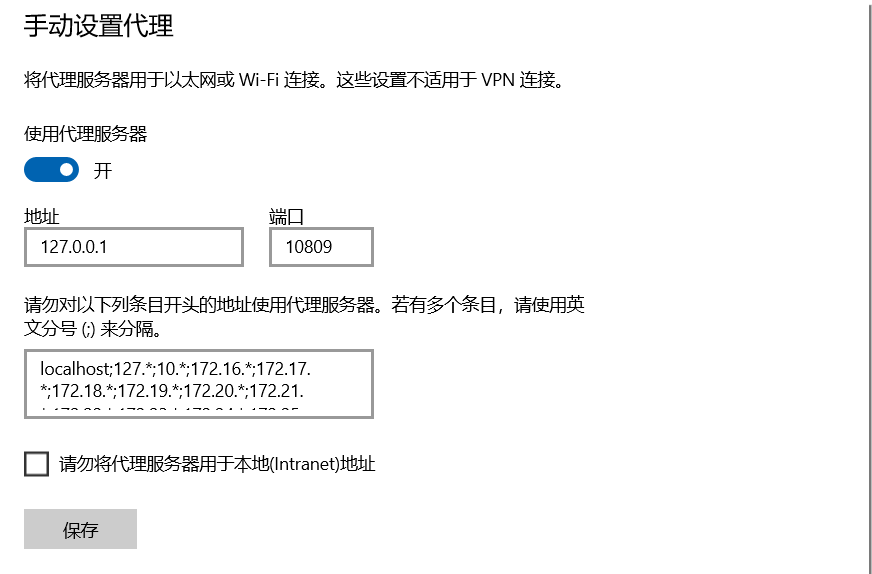 手动设置代理
将代理服务器用于以太网或 Wi-Fi 连接。这些设置不适用于 VPN 连接。
使用代理服务器
开
地址 端口
127.0.0.1 10809
请勿对以下列条目开头的地址使用代理服务器。若有多个条目，请使用英
文分号 (;) 来分隔。
localhost;127.*;10.*;172.16.*;172.17.
*;172.18.*;172.19.*;172.20.*;172.21.
请勿将代理服务器用于本地(Intranet)地址
保存